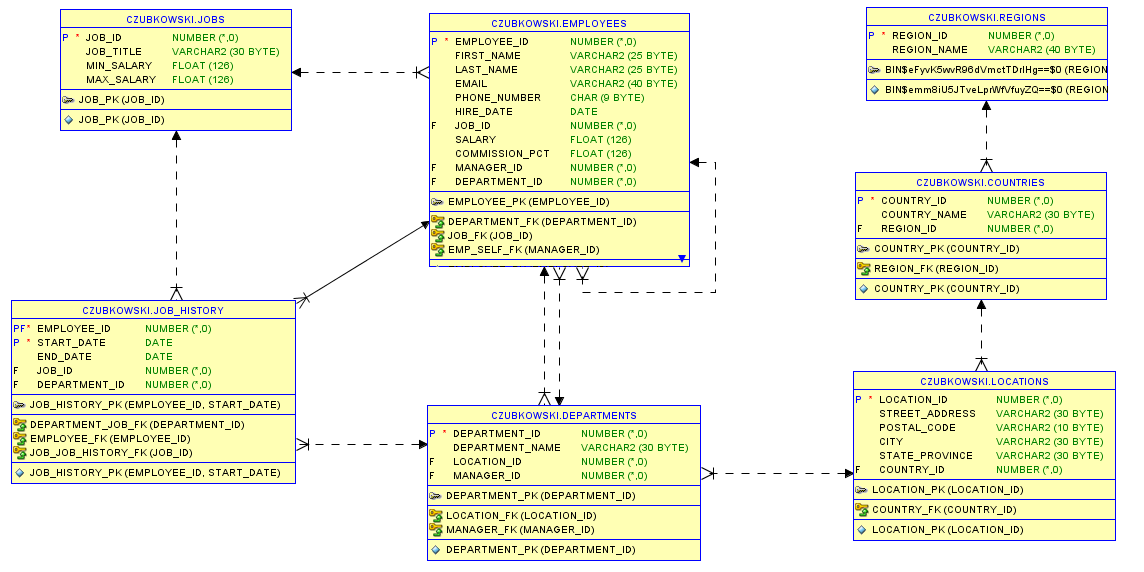 CZUBKOWSKI.JOBS
P * JOB_ID NUMBER (*,0)
JOB_TITLE VARCHAR2 (30 BYTE)
MIN_SALARY FLOAT (126)
MAX_SALARY FLOAT (126)
JOB_PK (JOB_ID)
JOB_PK (JOB_ID)
CZUBKOWSKI.EMPLOYEES
P * EMPLOYEE_ID NUMBER (*,0)
FIRST_NAME VARCHAR2 (25 BYTE)
LAST_NAME VARCHAR2 (25 BYTE)
EMAIL VARCHAR2 (40 BYTE)
PHONE_NUMBER CHAR (9 BYTE)
HIRE_DATE DATE
F JOB_ID NUMBER (*,0)
SALARY FLOAT (126)
COMMISSION_PCT FLOAT (126)
F MANAGER_ID NUMBER (*,0)
F DEPARTMENT_ID NUMBER (*,0)
EMPLOYEE_PK (EMPLOYEE_ID)
DEPARTMENT_FK (DEPARTMENT_ID)
JOB_FK (JOB_ID)
EMP_SELF_FK (MANAGER_ID)
CZUBKOWSKI.REGIONS
P * REGION_ID NUMBER (*,0)
REGION_NAME VARCHAR2 (40 BYTE)
(REGION
(REGION
CZUBKOWSKI.COUNTRIES
P * COUNTRY_ID NUMBER (*,0)
COUNTRY_NAME VARCHAR2 (30 BYTE)
F REGION_ID NUMBER (*,0)
COUNTRY_PK (COUNTRY_ID)
REGION_FK (REGION_ID)
COUNTRY_PK (COUNTRY_ID)
CZUBKOWSKI.JOB_HISTORY
PF* EMPLOYEE_ID NUMBER (*,0)
P * START_DATE DATE
END_DATE DATE
F JOB_ID NUMBER (*,0)
F DEPARTMENT_ID NUMBER (*,0)
JOB_HISTORY_PK (EMPLOYEE_ID, START_DATE)
DEPARTMENT_JOB_FK (DEPARTMENT_ID)
EMPLOYEE_FK (EMPLOYEE_ID)
JOB_JOB_HISTORY_FK (JOB_ID)
JOB_HISTORY_PK (EMPLOYEE_ID, START_DATE)
CZUBKOWSKI.DEPARTMENTS
P * DEPARTMENT_ID NUMBER (*,0)
DEPARTMENT_NAME VARCHAR2 (30 BYTE)
F LOCATION_ID NUMBER (*,0)
F MANAGER_ID NUMBER (*,0)
DEPARTMENT_PK (DEPARTMENT_ID)
LOCATION_FK (LOCATION_ID)
MANAGER_FK (MANAGER_ID)
DEPARTMENT_PK (DEPARTMENT_ID)
CZUBKOWSKI.LOCATIONS
P * LOCATION_ID NUMBER (*,0)
STREET_ADDRESS VARCHAR2 (30 BYTE)
POSTAL_CODE VARCHAR2 (10 BYTE)
CITY VARCHAR2 (30 BYTE)
STATE_PROVINCE VARCHAR2 (30 BYTE)
F COUNTRY_ID NUMBER (*,0)
LOCATION_PK (LOCATION_ID)
COUNTRY_FK (COUNTRY_ID)
LOCATION_PK (LOCATION_ID)